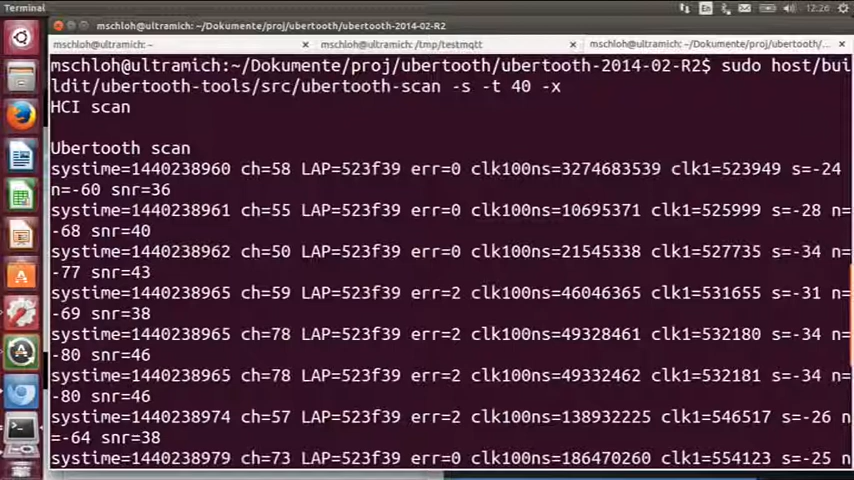 Terminal
En
12:26
mschloh@ultramich: ~/Dokumente/proj/ubertooth/ubertooth-2014-02-R2
mschloh@ultramich: ~
mschloh@ultramich: /tmp/testmqtt
mschloh@ultramich: ~/Dokumente/proj/ubertooth/...
mschloh@ultramich:~/Dokumente/proj/ubertooth/ubertooth-2014-02-R2$ sudo host/bui
ldit/ubertooth-tools/src/ubertooth-scan -s -t 40 -x
HCI scan
Ubertooth scan
systime=1440238960 ch=58 LAP=523f39 err=0 clk100ns=3274683539 clk1=523949 s=-24
n=-60 snr=36
systime=1440238961 ch=55 LAP=523f39 err=0 clk100ns=10695371 clk1=525999 s=-28 n=
-68 snr=40
systime=1440238962 ch=50 LAP=523f39 err=0 clk100ns=21545338 clk1=527735 s=-34 n=
-77 snr=43
systime=1440238965 ch=59 LAP=523f39 err=2 clk100ns=46046365 clk1=531655 s=-31 n=
-69 snr=38
systime=1440238965 ch=78 LAP=523f39 err=2 clk100ns=49328461 clk1=532180 s=-34 n=
-80 snr=46
systime=1440238965 ch=78 LAP=523f39 err=2 clk100ns=49332462 clk1=532181 s=-34 n=
-80 snr=46
systime=1440238974 ch=57 LAP=523f39 err=2 clk100ns=138932225 clk1=546517 s=-26 n
=-64 snr=38
systime=1440238979 ch=73 LAP=523f39 err=0 clk100ns=186470260 clk1=554123 s=-25 n